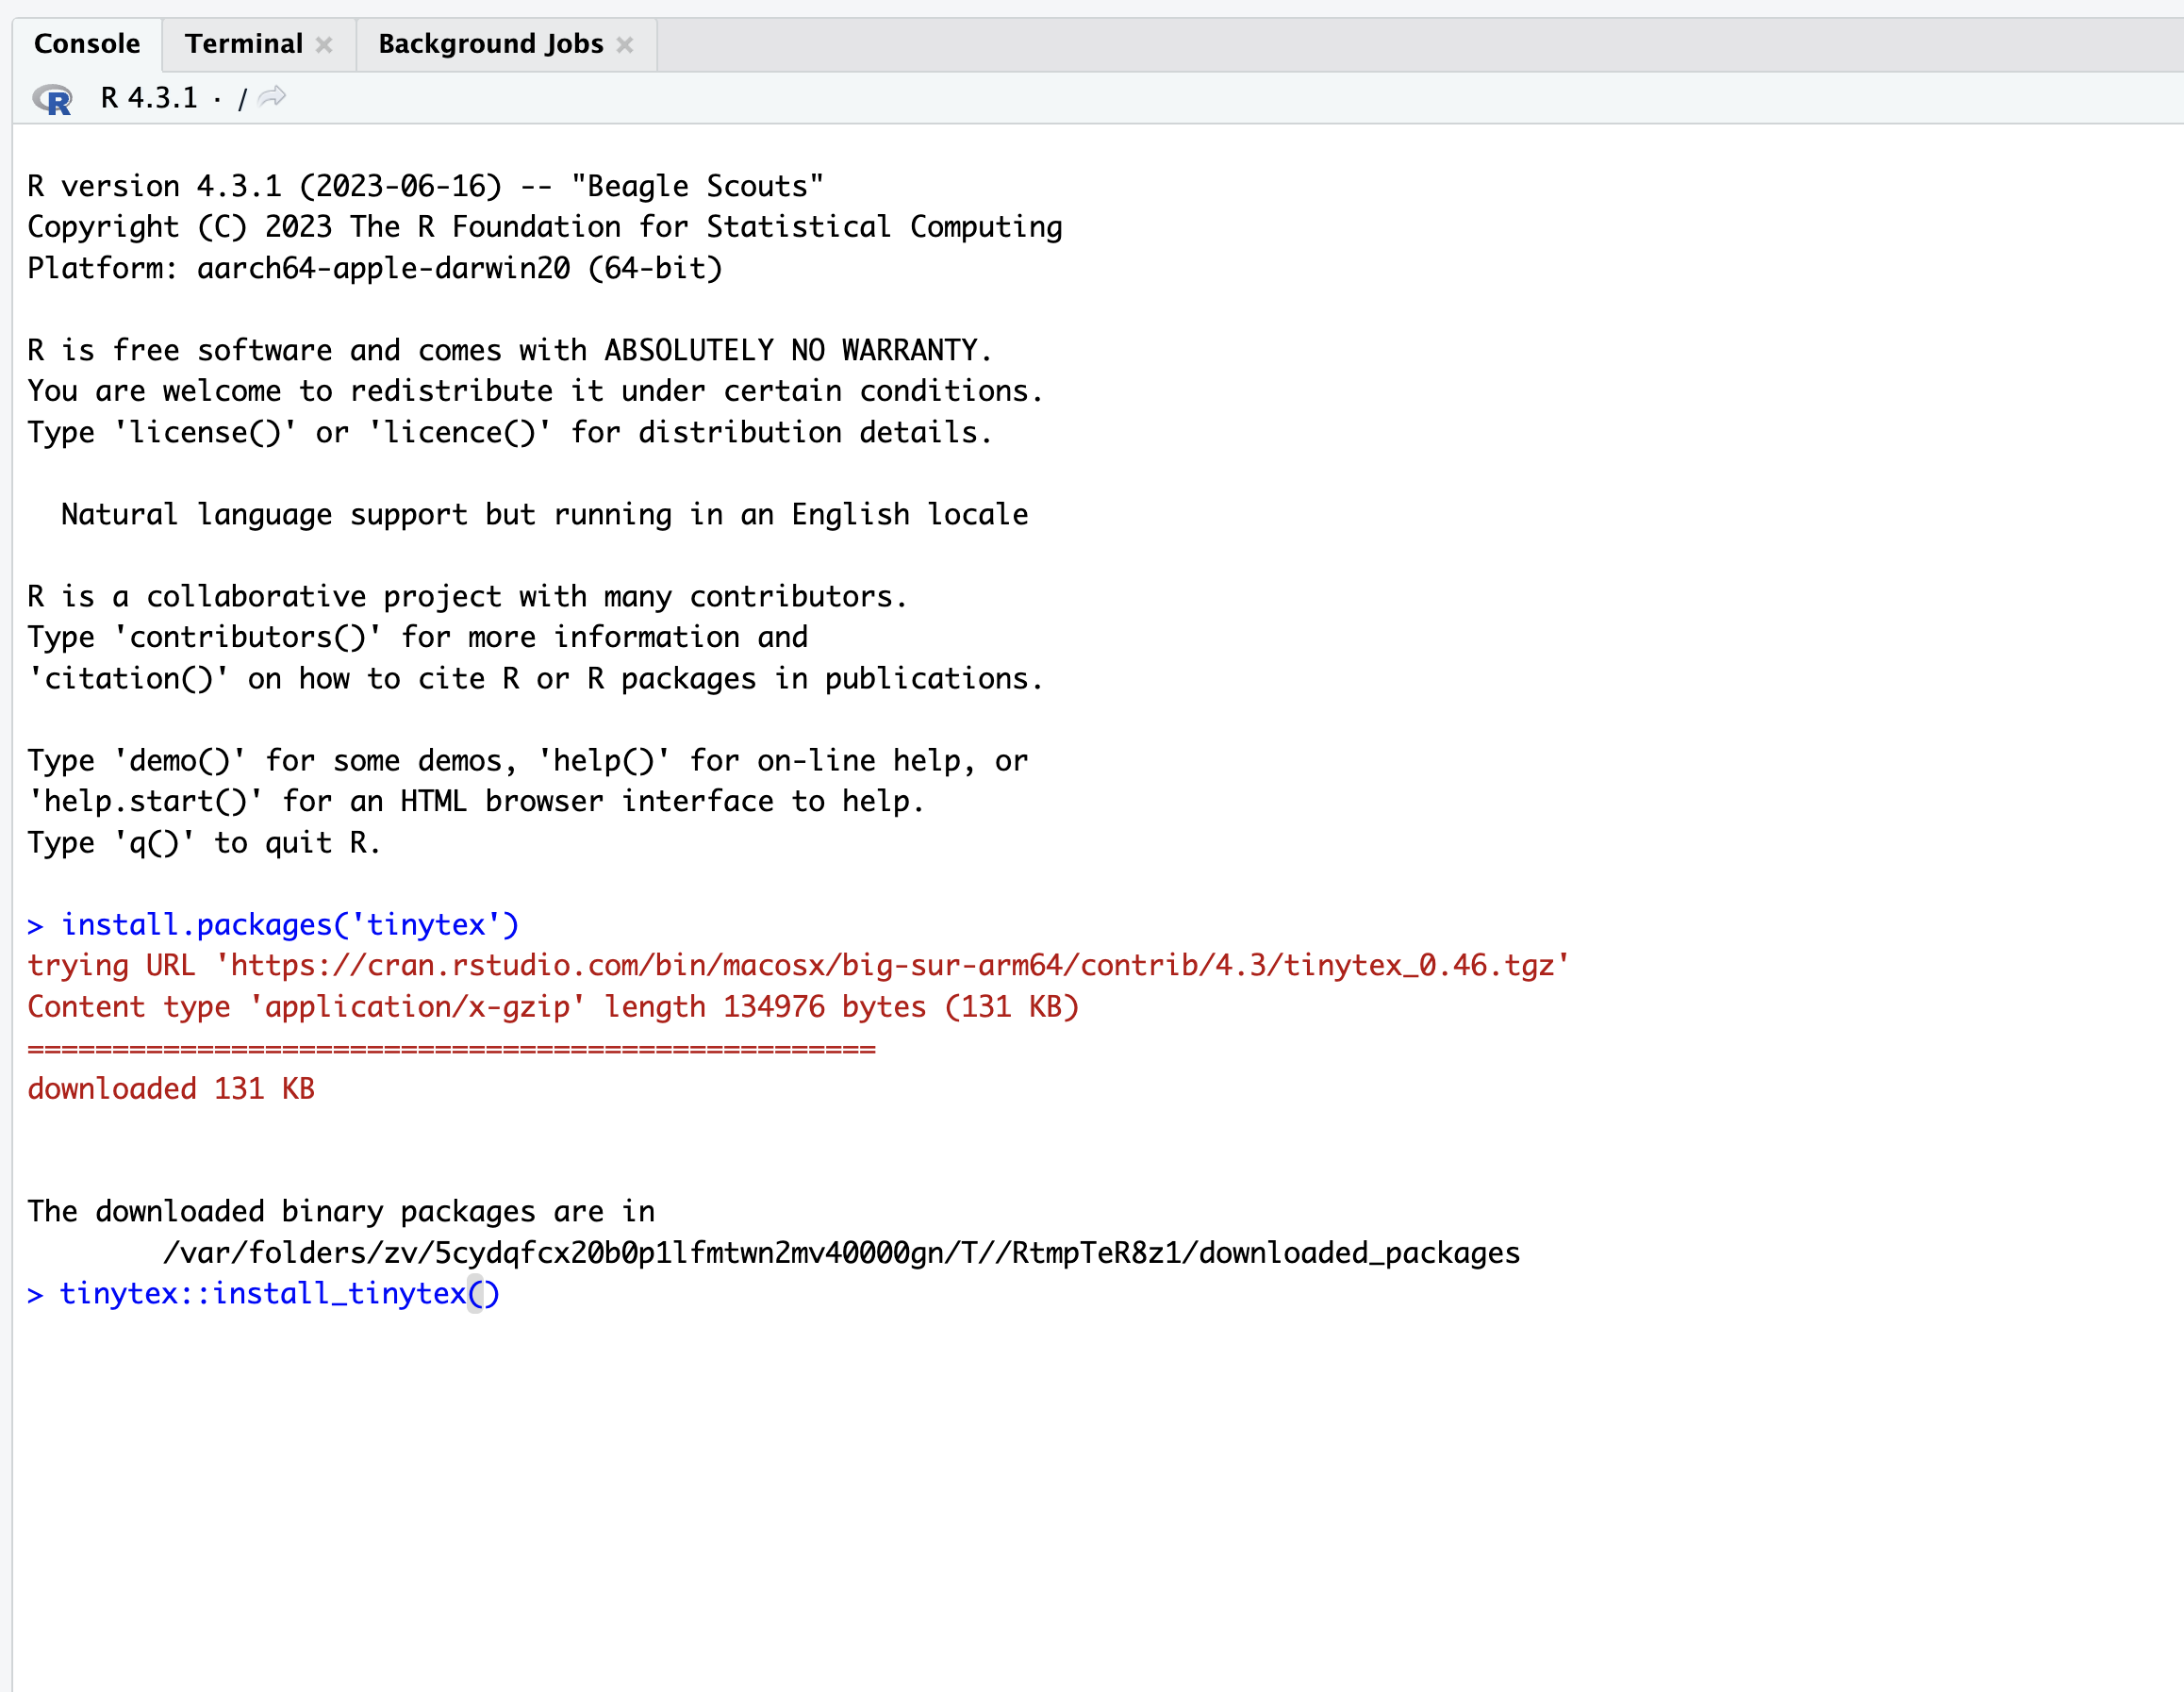 Console Terminal Background Jobs
R 4.3.1 · /
R version 4.3.1 (2023-06-16) -- "Beagle Scouts"
Copyright (C) 2023 The R Foundation for Statistical Computing
Platform: aarch64-apple-darwin20 (64-bit)
R is free software and comes with ABSOLUTELY NO WARRANTY.
You are welcome to redistribute it under certain conditions.
Type 'license()' or 'licence()' for distribution details.
Natural language support but running in an English locale
R is a collaborative project with many contributors.
Type 'contributors()' for more information and
'citation()' on how to cite R or R packages in publications.
Type 'demo()' for some demos, 'help()' for on-line help, or
'help.start()' for an HTML browser interface to help.
Type 'q()' to quit R.
> install.packages('tinytex')
trying URL 'https://cran.rstudio.com/bin/macosx/big-sur-arm64/contrib/4.3/tinytex_0.46.tgz'
Content type 'application/x-gzip' length 134976 bytes (131 KB)
==================================================
downloaded 131 KB
The downloaded binary packages are in
/var/folders/zv/5cydqfcx20b0p1lfmtwn2mv40000gn/T//RtmpTeR8z1/downloaded_packages
> tinytex::install_tinytex()